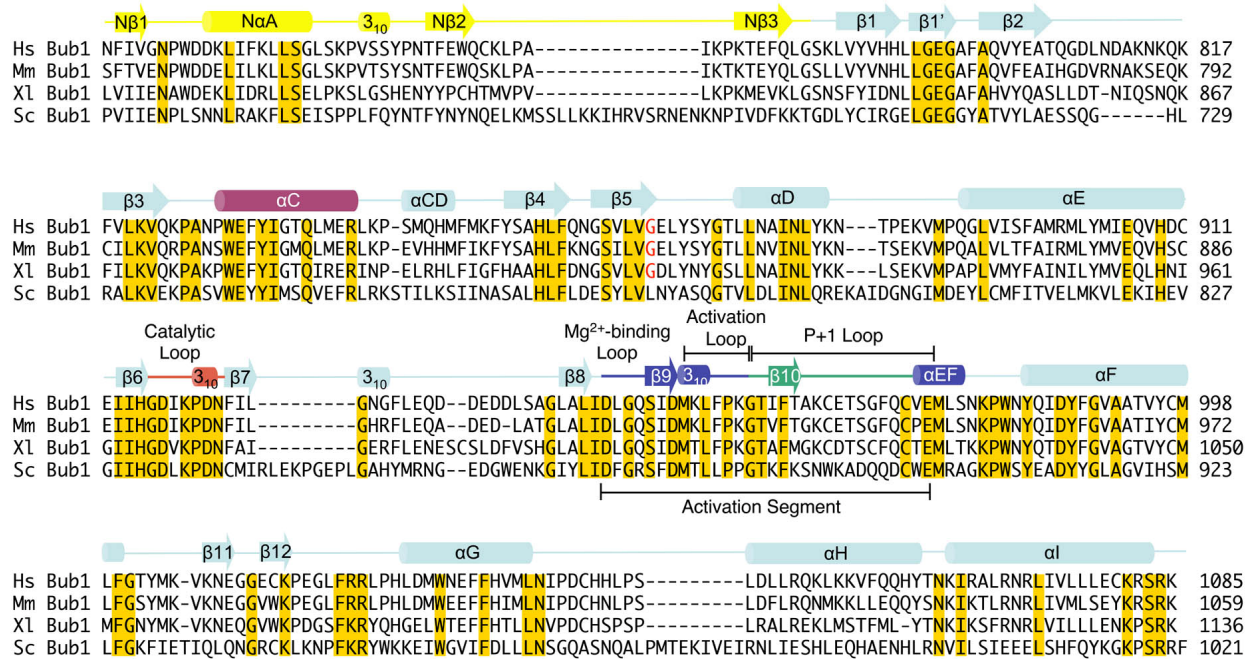 Nβ1 NαA 3₁₀ Nβ2 Nβ3 β1 β1’ β2
Hs Bub1 NFIVGNPWDDKLIFKLLSGLSKPVSSYPNTFEWQCKLPA---------------IKPKTEFQLGSKLVYVHHLLGEGAFAQVYEATQGDLNDAKNKQK 817
Mm Bub1 SFTVENPWDDELILKLLSGLSKPVTSYSNTFEWQSKLPA---------------IKTKTEYQLGSLLVYVNHLLGEGAFAQVFEAIHGDVRNAKSEQK 792
Xl Bub1 LVIIENAWDEKLIDRLLSELPKSLGSHENYYPCHTMVPV---------------LKPKMEVKLGSNSFYIDNLLGEGAFAHVYQASLLDT-NIQSNQK 867
Sc Bub1 PVIIENPLSNNLRAKFLSEISPPLFQYNTFYNYNQELKMSSLLKKIHRVSRNENKNPIVDFKKTGDLYCIRGELGEGGYATVYLAESSQG------HL 729
β3 αC αCD β4 β5 αD αE
Hs Bub1 FVLKVQKPANPWEFYIGTQLMERLKP-SMQHMFMKFYSAHLFQNGSVLVGELYSYGTLLNAINLYKN---TPEKVMPQGLVISFAMRMLYMIEQVHDC 911
Mm Bub1 CILKVQRPANSWEFYIGMQLMERLKP-EVHHMFIKFYSAHLFKNGSILVGELYSYGTLLNVINLYKN---TSEKVMPQALVLTFAIRMLYMVEQVHSC 886
Xl Bub1 FILKVQKPAKPWEFYIGTQIRERINP-ELRHLFIGFHAAHLFDNGSVLVGDLYNYGSLLNAINLYKK---LSEKVMPAPLVMYFAINILYMVEQLHNI 961
Sc Bub1 RALKVEKPASVWEYYIMSQVEFRLRKSTILKSIINASALHLFLDESYLVLNYASQGTVLDLINLQREKAIDGNGIMDEYLCMFITVELMKVLEKIHEV 827
Catalytic Loop Mg²⁺-binding Loop Activation Loop P+1 Loop
β6 3₁₀ β7 3₁₀ β8 β9 3₁₀ β10 αEF αF
Hs Bub1 EIIHGDIKPDNFIL---------GNGFLEQD--DEDDLSAGLALIDLGQSIDMKLFPKGTIFTAKCETSGFQCVEMLSNKPWNYQIDYFGVAATVYCM 998
Mm Bub1 EIIHGDIKPDNFIL---------GHRFLEQA--DED-LATGLALIDLGQSIDMKLFPKGTVFTGKCETSGFQCPEMLSNKPWNYQIDYFGVAATIYCM 972
Xl Bub1 GIIHGDVKPDNFAI---------GERFLENESCSLDFVSHGLALIDLGQSIDMTLFPKGTAFMGKCDTSCFQCTEMLTKKPWNYQTDYFGVAGTVYCM 1050
Sc Bub1 GIIHGDLKPDNCMIRLEKPGEPLGAHYMRNG--EDGWENKGIYLIDFGRSFDMTLLPPGTKFKSNWKADQQDCWEMRAGKPWSYEADYYGLAGVIHSM 923
Activation Segment
β11 β12 αG αH αI
Hs Bub1 LFGTYMK-VKNEGGECKPEGLFRRLPHLDMWNEFFHVMLNIPDCHHLPS---------LDLLRQKLKKVFQQHYTNKIRALRNRLIVLLLECKRSRK 1085
Mm Bub1 LFGSYMK-VKNEGGVWKPEGLFRRLPHLDMWEEFFHIMLNIPDCHNLPS---------LDFLRQNMKKLLEQQYSNKIKTLRNRLIVMLSEYKRSRK 1059
Xl Bub1 MFGNYMK-VKNEQGVWKPDGSFKRYQHGELWTEFFHTLLNVPDCHSPSP---------LRALREKLMSTFML-YTNKIKSFRNRLVILLLENKPSRK 1136
Sc Bub1 LFGKFIETIQLQNGRCKLKNPFKRYWKKEIWGVIFDLLLNSGQASNQALPMTEKIVEIRNLIESHLEQHAENHLRNVILSIEEELSHFQYKGKPSRRF 1021